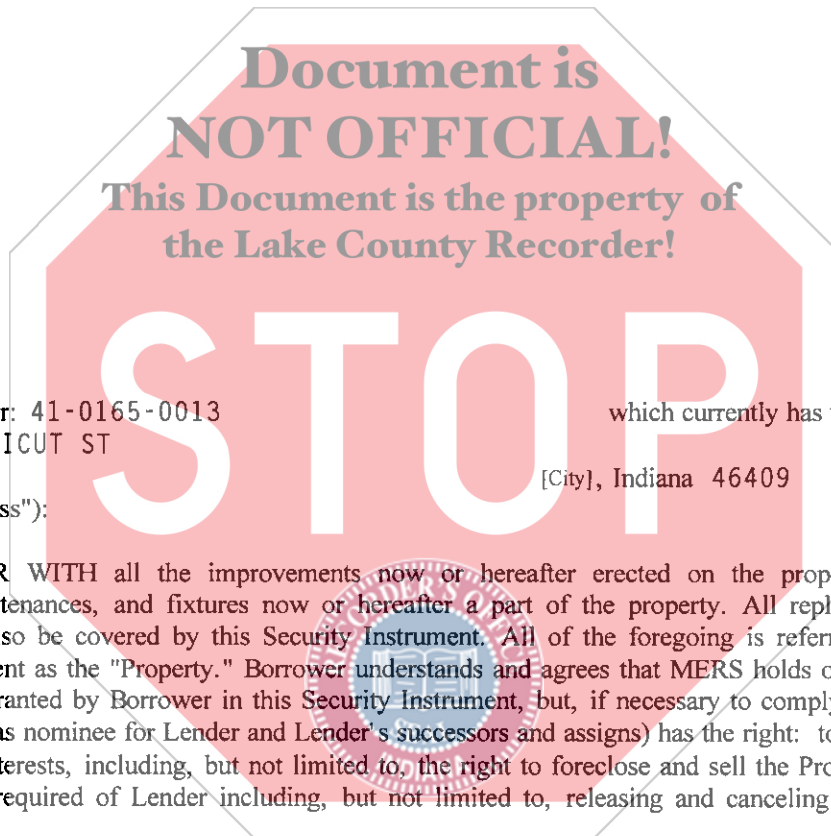 Document is
NOT OFFICIAL!
This Document is the property of
the Lake County Recorder!
STOP
r: 41-0165-0013 which currently has
ICUT ST
[City], Indiana 46409
ss"):
R WITH all the improvements now or hereafter erected on the prop
tenances, and fixtures now or hereafter a part of the property. All repl
so be covered by this Security Instrument. All of the foregoing is referr
ent as the "Property." Borrower understands and agrees that MERS holds o
ranted by Borrower in this Security Instrument, but, if necessary to comply
as nominee for Lender and Lender's successors and assigns) has the right: to
terests, including, but not limited to, the right to foreclose and sell the Pro
required of Lender including, but not limited to, releasing and canceling
RECORDER'S OFFICE
SEAL
INDIANA